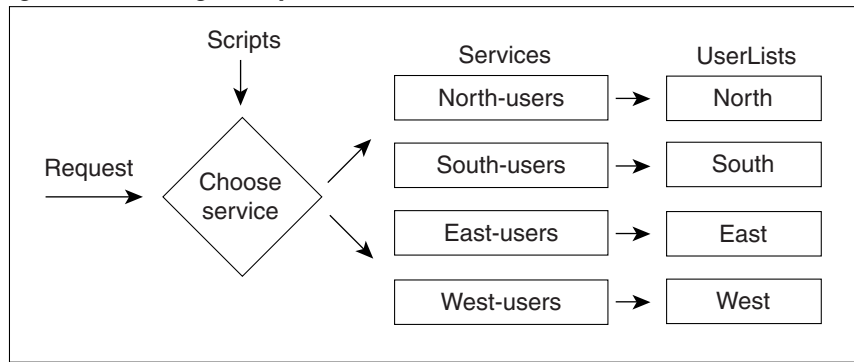 Scripts
Services
UserLists
North-users
North
Request
Choose
service
South-users
South
East-users
East
West-users
West